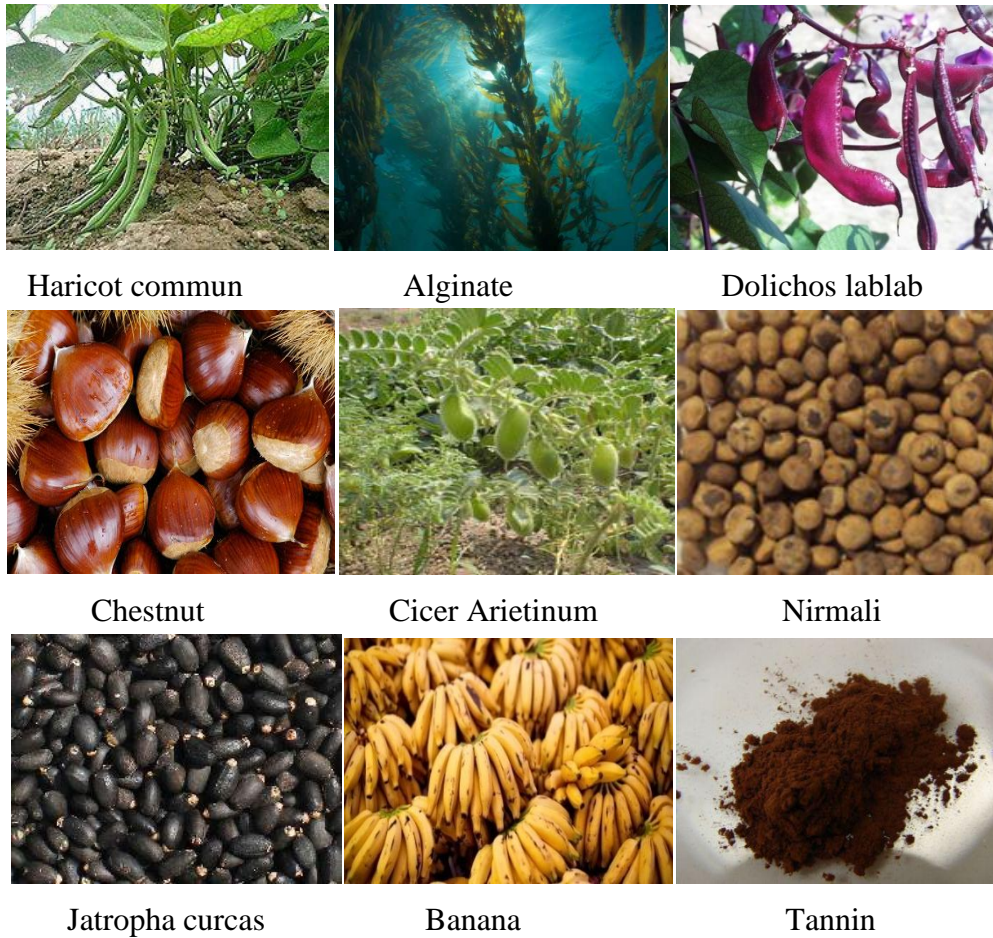 Haricot commun Alginate Dolichos lablab
Chestnut Cicer Arietinum Nirmali
Jatropha curcas Banana Tannin